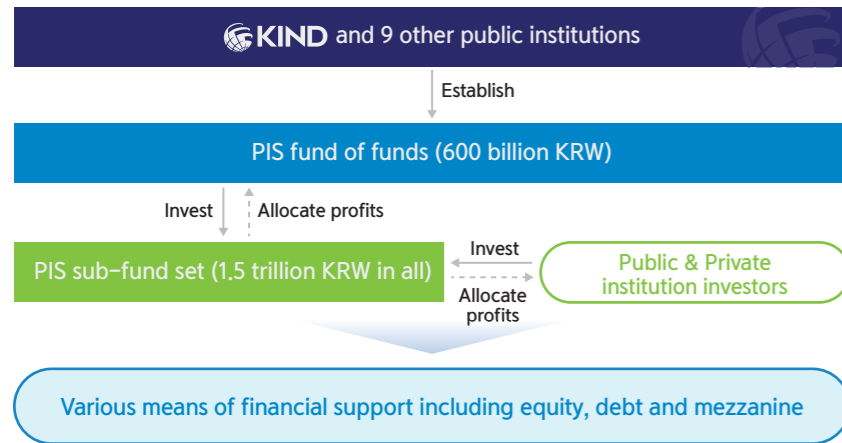 KIND and 9 other public institutions
Establish
PIS fund of funds (600 billion KRW)
Invest
Allocate profits
PIS sub-fund set (1.5 trillion KRW in all)
Invest
Allocate
profits
Public & Private
institution investors
Various means of financial support including equity, debt and mezzanine